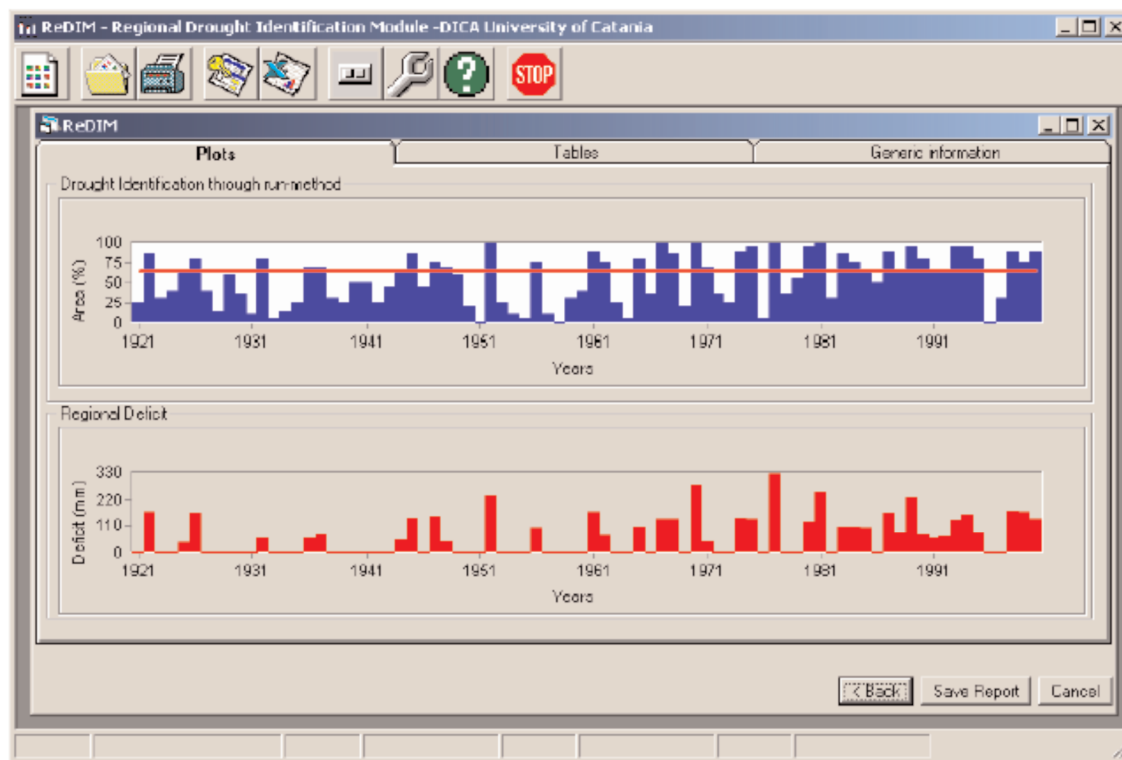 ReDIM - Regional Drought Identification Module -DICA University of Catania
STOP
ReDIM
Plots Tables Generic information
Drought Identification through run-method
Area (%)
100
75
50
25
0
1921 1931 1941 1951 1961 1971 1981 1991
Years
Regional Deficit
Deficit (mm)
330
220
110
0
1921 1931 1941 1951 1961 1971 1981 1991
Years
< Back Save Report Cancel